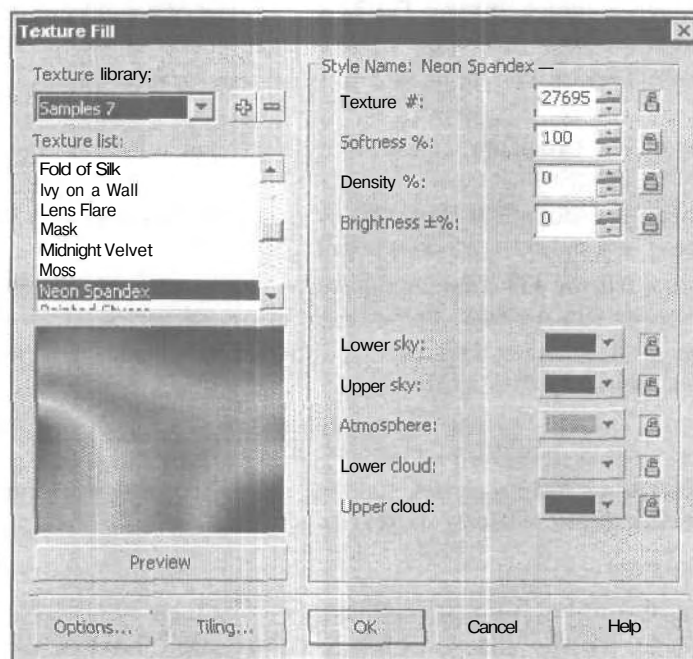 Texture Fill
Texture library;
Samples 7
Texture list:
Fold of Silk
Ivy on a Wall
Lens Flare
Mask
Midnight Velvet
Moss
Neon Spandex
Preview
Style Name: Neon Spandex —
Texture #: 27695
Softness %: 100
Density %: 0
Brightness ±%: 0
Lower sky:
Upper sky:
Atmosphere:
Lower cloud:
Upper cloud:
Options... Tiling... OK Cancel Help